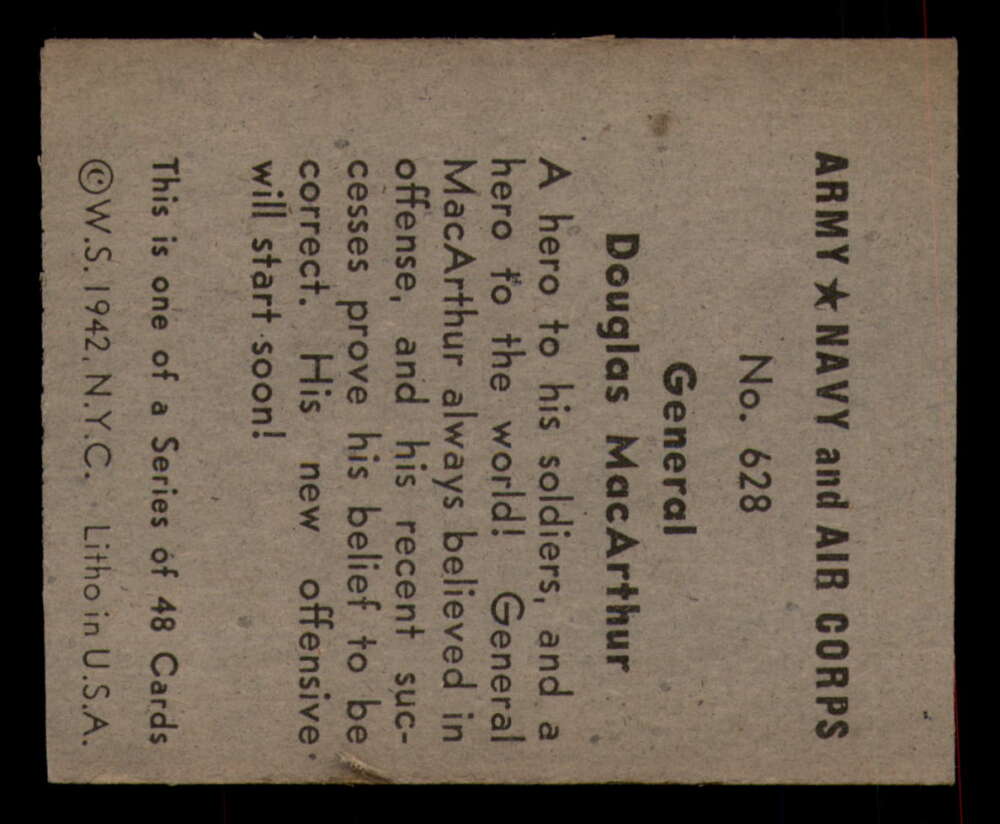 ARMY ★ NAVY and AIR CORPS
No. 628
General
Douglas MacArthur
A hero to his soldiers, and a
hero to the world! General
MacArthur always believed in
offense, and his recent suc-
cesses prove his belief to be
correct. His new offensive
will start soon!
This is one of a Series of 48 Cards
©W.S.1942, N.Y.C. Litho in U.S.A.